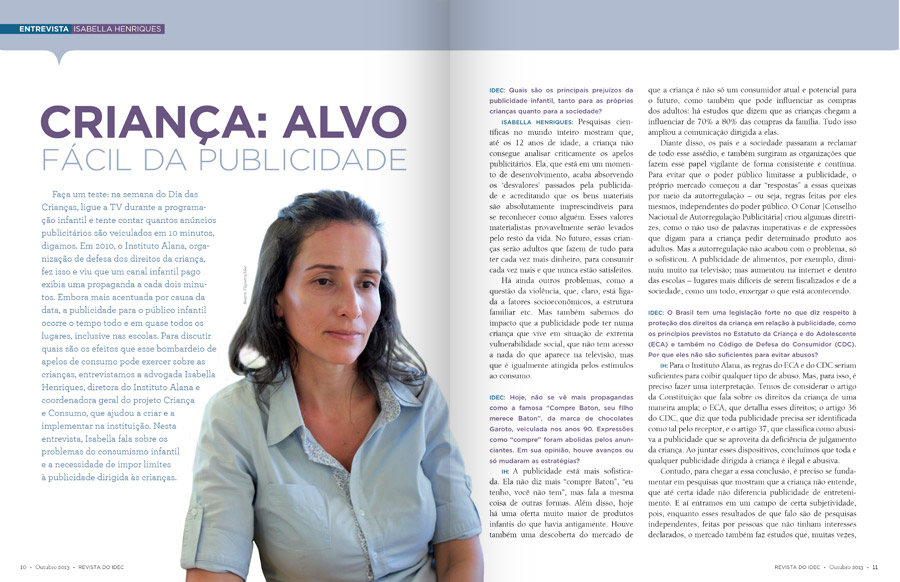 ENTREVISTA ISABELLA HENRIQUES
CRIANÇA: ALVO
FÁCIL DA PUBLICIDADE
Faça um teste: na semana do Dia das
Crianças, ligue a TV durante a programa-
ção infantil e tente contar quantos anúncios
publicitários são veiculados em 10 minutos,
digamos. Em 2010, o Instituto Alana, orga-
nização de defesa dos direitos da criança,
fez isso e viu que um canal infantil pago
exibia uma propaganda a cada dois minu-
tos. Embora mais acentuada por causa da
data, a publicidade para o público infantil
ocorre o tempo todo e em quase todos os
lugares, inclusive nas escolas. Para discutir
quais são os efeitos que esse bombardeio de
apelos de consumo pode exercer sobre as
crianças, entrevistamos a advogada Isabella
Henriques, diretora do Instituto Alana e
coordenadora geral do projeto Criança
e Consumo, que ajudou a criar e a
implementar na instituição. Nesta
entrevista, Isabella fala sobre os
problemas do consumismo infantil
e a necessidade de impor limites
à publicidade dirigida às crianças.
10 • Outubro 2013 • REVISTA DO IDEC
IDEC: Quais são os principais prejuízos da
publicidade infantil, tanto para as próprias
crianças quanto para a sociedade?
ISABELLA HENRIQUES: Pesquisas cien-
tíficas no mundo inteiro mostram que,
até os 12 anos de idade, a criança não
consegue analisar criticamente os apelos
publicitários. Ela, que está em um momen-
to de desenvolvimento, acaba absorvendo
os 'desvalores' passados pela publicida-
de e acreditando que os bens materiais
são absolutamente imprescindíveis para
se reconhecer como alguém. Esses valores
materialistas provavelmente serão levados
pelo resto da vida. No futuro, essas crian-
ças serão adultos que fazem de tudo para
ter cada vez mais dinheiro, para consumir
cada vez mais e que nunca estão satisfeitos.
Há ainda outros problemas, como a
questão da violência, que, claro, está liga-
da a fatores socioeconômicos, a estrutura
familiar etc. Mas também sabemos do
impacto que a publicidade pode ter numa
criança que vive em situação de extrema
vulnerabilidade social, que não tem acesso
a nada do que aparece na televisão, mas
que é igualmente atingida pelos estímulos
ao consumo.
IDEC: Hoje, não se vê mais propagandas
como a famosa "Compre Baton, seu filho
merece Baton", da marca de chocolates
Garoto, veiculada nos anos 90. Expressões
como "compre" foram abolidas pelos anun-
ciantes. Em sua opinião, houve avanços ou
só mudaram as estratégias?
IH: A publicidade está mais sofistica-
da. Ela não diz mais "compre Baton", "eu
tenho, você não tem", mas fala a mesma
coisa de outras formas. Além disso, hoje
há uma oferta muito maior de produtos
infantis do que havia antigamente. Houve
também uma descoberta do mercado de
que a criança é não só um consumidor atual e potencial para
o futuro, como também que pode influenciar as compras
dos adultos: há estudos que dizem que as crianças chegam a
influenciar de 70% a 80% das compras da família. Tudo isso
ampliou a comunicação dirigida a elas.
Diante disso, os pais e a sociedade passaram a reclamar
de todo esse assédio, e também surgiram as organizações que
fazem esse papel vigilante de forma consistente e contínua.
Para evitar que o poder público limitasse a publicidade, o
próprio mercado começou a dar "respostas" a essas queixas
por meio da autorregulação – ou seja, regras feitas por eles
mesmos, independentes do poder público. O Conar [Conselho
Nacional de Autorregulação Publicitária] criou algumas diretri-
zes, como o não uso de palavras imperativas e de expressões
que digam para a criança pedir determinado produto aos
adultos. Mas a autorregulação não acabou com o problema, só
o sofisticou. A publicidade de alimentos, por exemplo, dimi-
nuiu muito na televisão; mas aumentou na internet e dentro
das escolas – lugares mais difíceis de serem fiscalizados e de a
sociedade, como um todo, enxergar o que está acontecendo.
IDEC: O Brasil tem uma legislação forte no que diz respeito à
proteção dos direitos da criança em relação à publicidade, como
os princípios previstos no Estatuto da Criança e do Adolescente
(ECA) e também no Código de Defesa do Consumidor (CDC).
Por que eles não são suficientes para evitar abusos?
IH: Para o Instituto Alana, as regras do ECA e do CDC seriam
suficientes para coibir qualquer tipo de abuso. Mas, para isso, é
preciso fazer uma interpretação. Temos de considerar o artigo
da Constituição que fala sobre os direitos da criança de uma
maneira ampla; o ECA, que detalha esses direitos; o artigo 36
do CDC, que diz que toda publicidade precisa ser identificada
como tal pelo receptor, e o artigo 37, que classifica como abusi-
va a publicidade que se aproveita da deficiência de julgamento
da criança. Ao juntar esses dispositivos, concluímos que toda e
qualquer publicidade dirigida à criança é ilegal e abusiva.
Contudo, para chegar a essa conclusão, é preciso se funda-
mentar em pesquisas que mostram que a criança não entende,
que até certa idade não diferencia publicidade de entreteni-
mento. E aí entramos em um campo de certa subjetividade,
pois, enquanto esses resultados de que falo são de pesquisas
independentes, feitas por pessoas que não tinham interesses
declarados, o mercado também faz estudos que, muitas vezes,
REVISTA DO IDEC • Outubro 2013 • 11